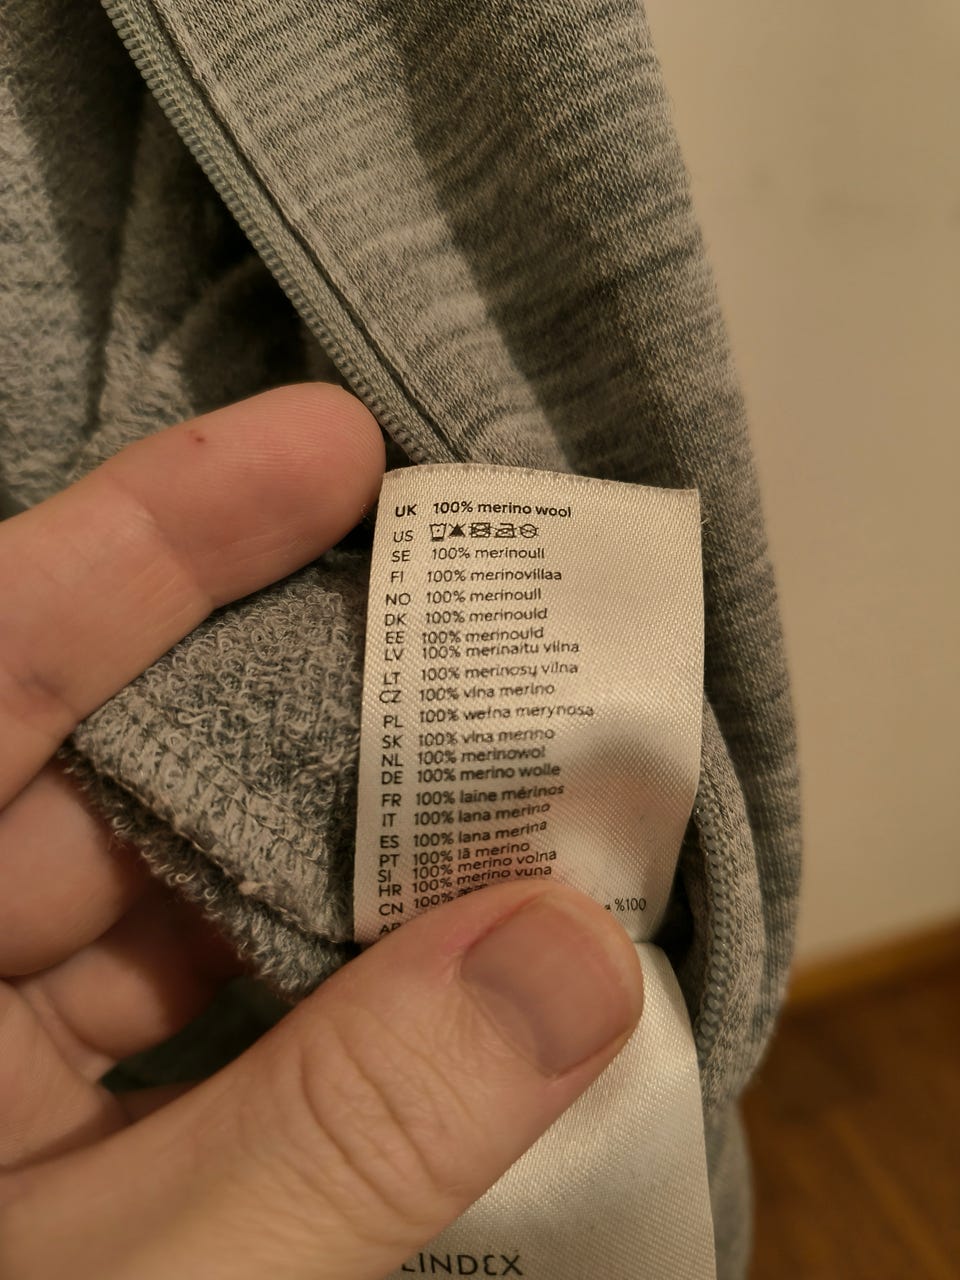 UK 100% merino wool
US
SE 100% merinoull
FI 100% merinovillaa
NO 100% merinoull
DK 100% merinould
EE 100% merinould
LV 100% merinaitu vilna
LT 100% merinosų vilna
CZ 100% vlna merino
PL 100% wełna merynosa
SK 100% vlna merino
NL 100% merinowol
DE 100% merino wolle
FR 100% laine mérinos
IT 100% lana merino
ES 100% lana merina
PT 100% lã merino
SI 100% merino volna
HR 100% merino vuna
CN 100%
%100
LINDEX